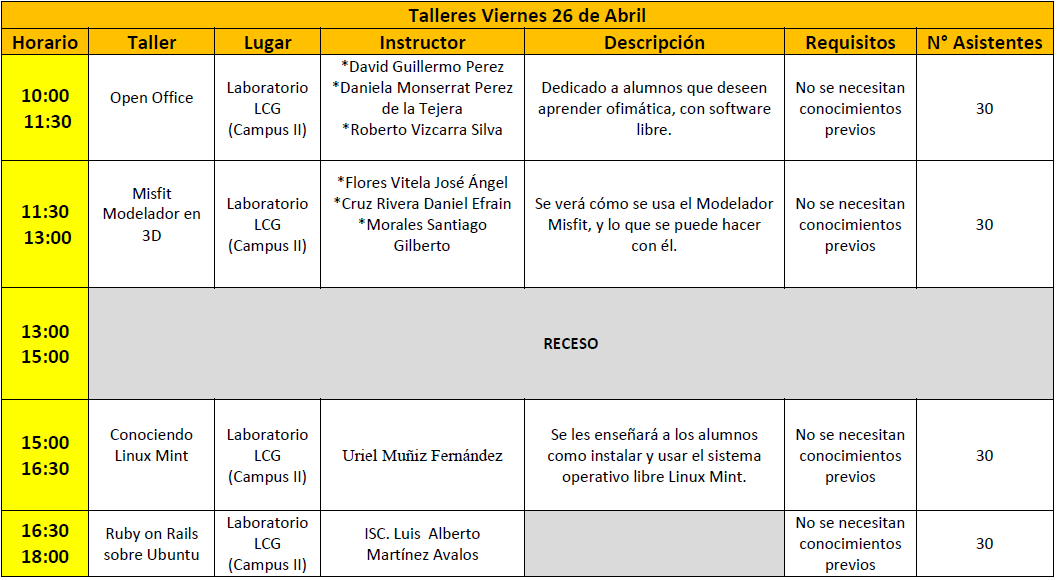 Talleres Viernes 26 de Abril
Horario Taller Lugar Instructor Descripción Requisitos N° Asistentes
10:00
11:30
Open Office
Laboratorio
LCG
(Campus II)
*David Guillermo Perez
*Daniela Monserrat Perez
de la Tejera
*Roberto Vizcarra Silva
Dedicado a alumnos que deseen
aprender ofimática, con software
libre.
No se necesitan
conocimientos
previos
30
11:30
13:00
Misfit
Modelador en
3D
Laboratorio
LCG
(Campus II)
*Flores Vitela José Ángel
*Cruz Rivera Daniel Efrain
*Morales Santiago
Gilberto
Se verá cómo se usa el Modelador
Misfit, y lo que se puede hacer
con él.
No se necesitan
conocimientos
previos
30
13:00
15:00
RECESO
15:00
16:30
Conociendo
Linux Mint
Laboratorio
LCG
(Campus II)
Uriel Muñiz Fernández
Se les enseñará a los alumnos
como instalar y usar el sistema
operativo libre Linux Mint.
No se necesitan
conocimientos
previos
30
16:30
18:00
Ruby on Rails
sobre Ubuntu
Laboratorio
LCG
(Campus II)
ISC. Luis Alberto
Martínez Avalos
No se necesitan
conocimientos
previos
30